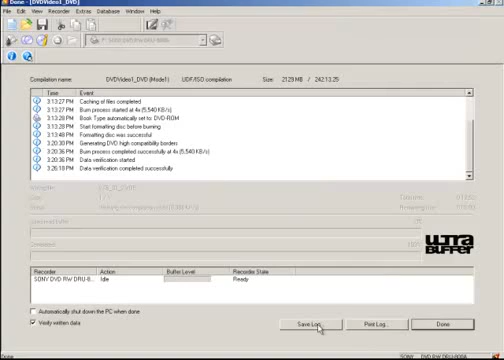 Done - [DVDVideo1_DVD]
File Edit View Recorder Extras Database Window Help
Compilation name: DVDVideo1_DVD (Mode1) UDF/ISO compilation Size: 2129 MB / 242:13.25
Time Event
3:13:27 PM Caching of files completed
3:13:27 PM Burn process started at 4x (5,540 KB/s)
3:13:28 PM Book Type automatically set to: DVD-ROM
3:13:28 PM Start formatting disc before burning
3:13:48 PM Formatting disc was successful
3:20:30 PM Generating DVD high compatibility borders
3:20:36 PM Burn process completed successfully at 4x (5,540 KB/s)
3:20:36 PM Data verification started
3:26:18 PM Data verification completed successfully
ULTRA
BUFFER
Recorder Action Buffer Level Recorder State
SONY DVD RW DRU-8... Idle Ready
Automatically shut down the PC when done
Verify written data
Save Log... Print Log... Done